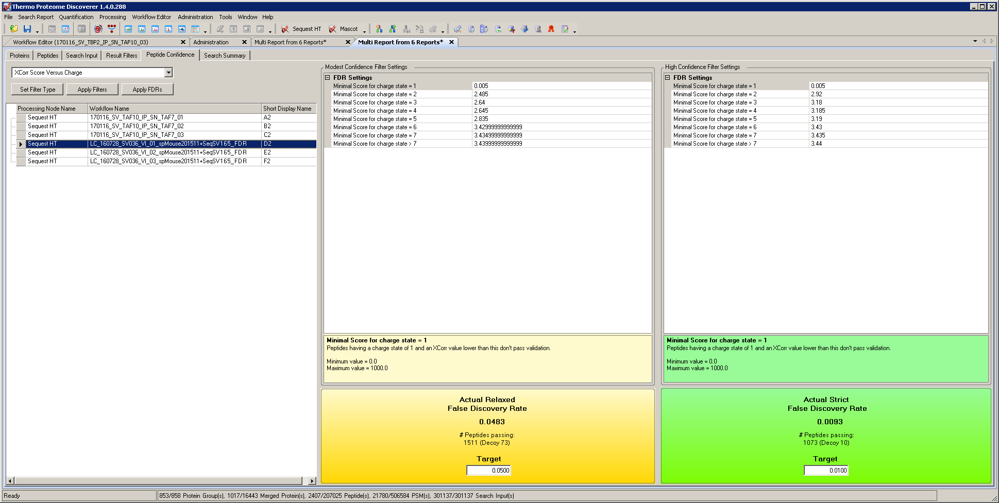 Thermo Proteome Discoverer 1.4.0.288
File Search Report Quantification Processing Workflow Editor Administration Tools Window Help
Sequest HT Mascot
Workflow Editor (170116_SV_TBP2_IP_SN_TAF10_03) Administration Multi Report from 6 Reports* Multi Report from 6 Reports*
Proteins Peptides Search Input Result Filters Peptide Confidence Search Summary
XCorr Score Versus Charge
Set Filter Type Apply Filters Apply FDRs
Processing Node Name Workflow Name Short Display Name
Sequest HT 170116_SV_TAF10_IP_SN_TAF7_01 A2
Sequest HT 170116_SV_TAF10_IP_SN_TAF7_02 B2
Sequest HT 170116_SV_TAF10_IP_SN_TAF7_03 C2
Sequest HT LC_160728_SV036_VI_01_spMouse201511+SeqSV165_FDR D2
Sequest HT LC_160728_SV036_VI_02_spMouse201511+SeqSV165_FDR E2
Sequest HT LC_160728_SV036_VI_03_spMouse201511+SeqSV165_FDR F2
Modest Confidence Filter Settings
FDR Settings
Minimal Score for charge state = 1 0.005
Minimal Score for charge state = 2 2.485
Minimal Score for charge state = 3 2.64
Minimal Score for charge state = 4 2.645
Minimal Score for charge state = 5 2.835
Minimal Score for charge state = 6 3.42999999999999
Minimal Score for charge state = 7 3.43499999999999
Minimal Score for charge state > 7 3.43999999999999
Minimal Score for charge state = 1
Peptides having a charge state of 1 and an XCorr value lower than this don't pass validation.
Minimum value = 0.0
Maximum value = 1000.0
Actual Relaxed
False Discovery Rate
0.0483
# Peptides passing:
1511 (Decoy 73)
Target
0.0500
High Confidence Filter Settings
FDR Settings
Minimal Score for charge state = 1 0.005
Minimal Score for charge state = 2 2.92
Minimal Score for charge state = 3 3.18
Minimal Score for charge state = 4 3.185
Minimal Score for charge state = 5 3.19
Minimal Score for charge state = 6 3.43
Minimal Score for charge state = 7 3.435
Minimal Score for charge state > 7 3.44
Minimal Score for charge state = 1
Peptides having a charge state of 1 and an XCorr value lower than this don't pass validation.
Minimum value = 0.0
Maximum value = 1000.0
Actual Strict
False Discovery Rate
0.0093
# Peptides passing:
1073 (Decoy 10)
Target
0.0100
Ready 853/858 Protein Group(s), 1017/16443 Merged Protein(s), 2407/207025 Peptide(s), 21780/506584 PSM(s), 301137/301137 Search Input(s)